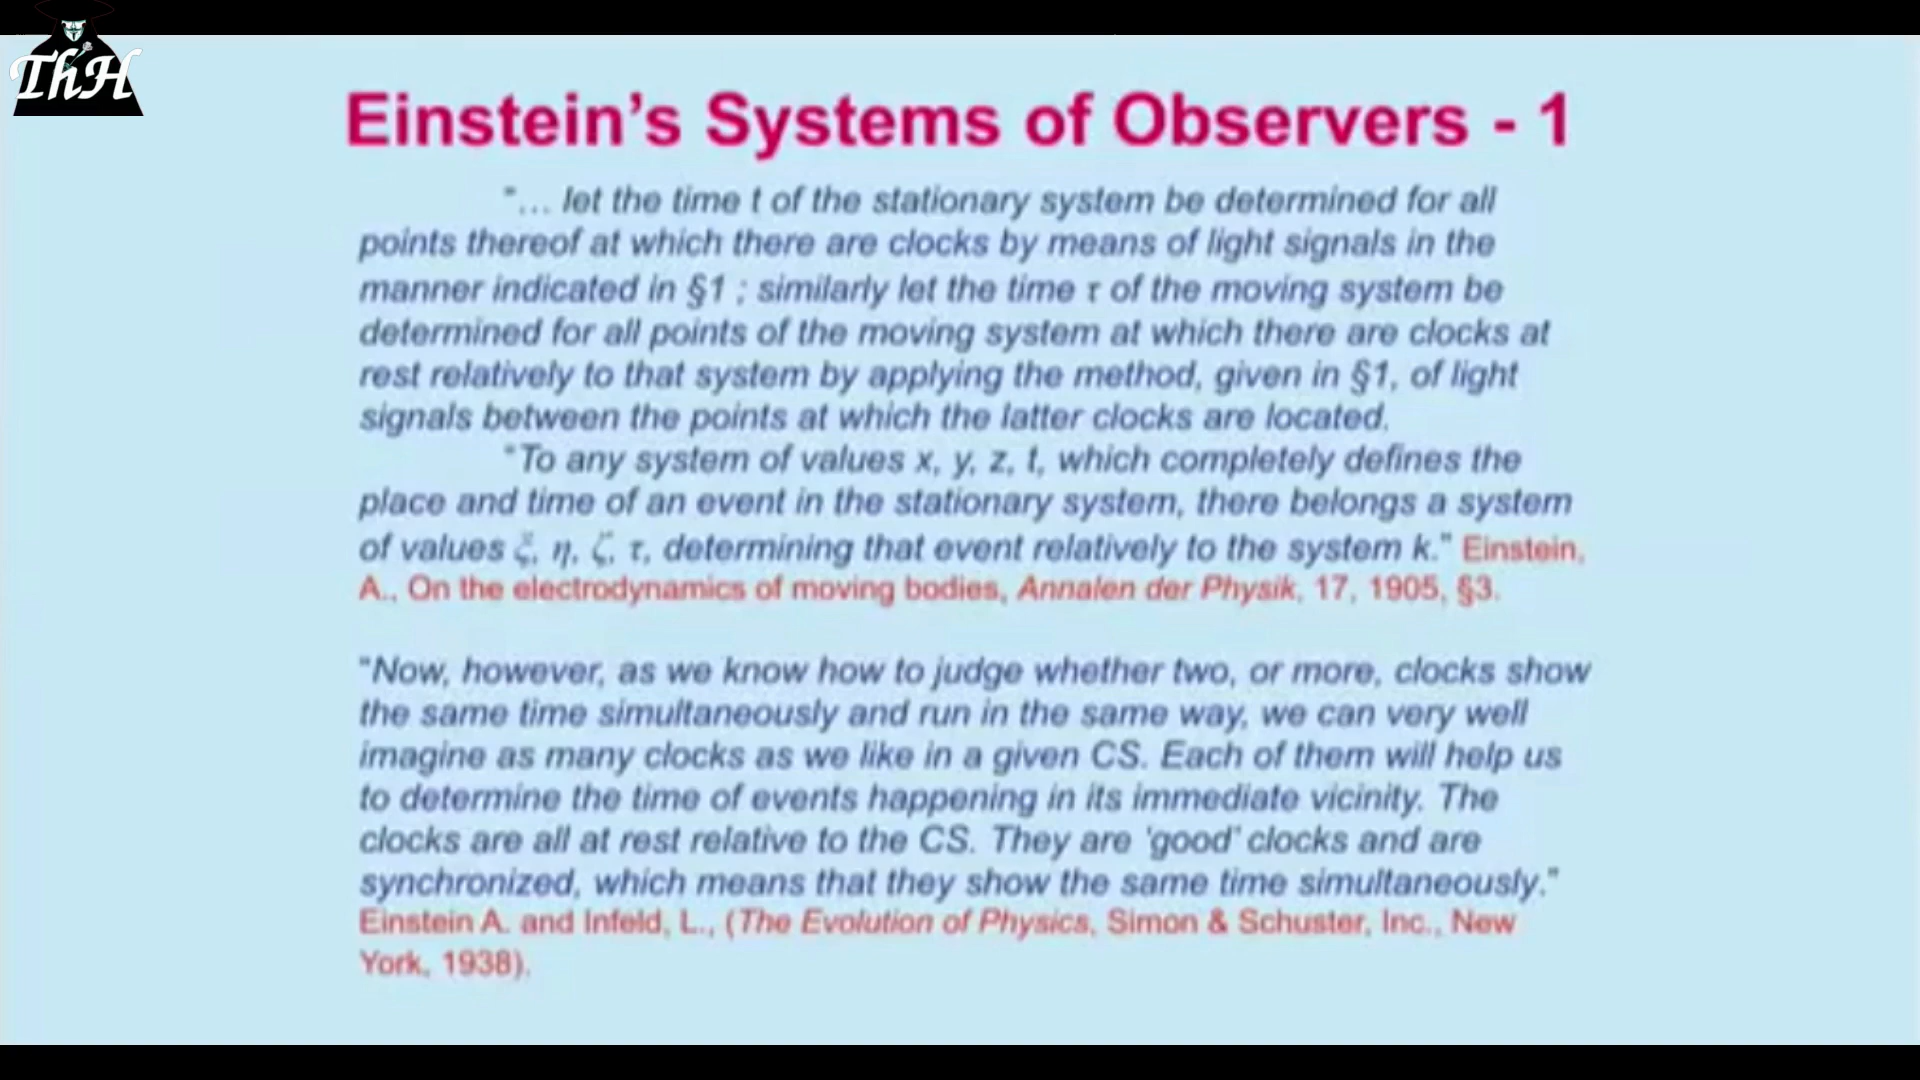 ThH
Einstein’s Systems of Observers - 1
"... let the time t of the stationary system be determined for all
points thereof at which there are clocks by means of light signals in the
manner indicated in §1 ; similarly let the time τ of the moving system be
determined for all points of the moving system at which there are clocks at
rest relatively to that system by applying the method, given in §1, of light
signals between the points at which the latter clocks are located.
"To any system of values x, y, z, t, which completely defines the
place and time of an event in the stationary system, there belongs a system
of values ξ, η, ζ, τ, determining that event relatively to the system k." Einstein,
A., On the electrodynamics of moving bodies, Annalen der Physik, 17, 1905, §3.
"Now, however, as we know how to judge whether two, or more, clocks show
the same time simultaneously and run in the same way, we can very well
imagine as many clocks as we like in a given CS. Each of them will help us
to determine the time of events happening in its immediate vicinity. The
clocks are all at rest relative to the CS. They are 'good' clocks and are
synchronized, which means that they show the same time simultaneously."
Einstein A. and Infeld, L., (The Evolution of Physics, Simon & Schuster, Inc., New
York, 1938).